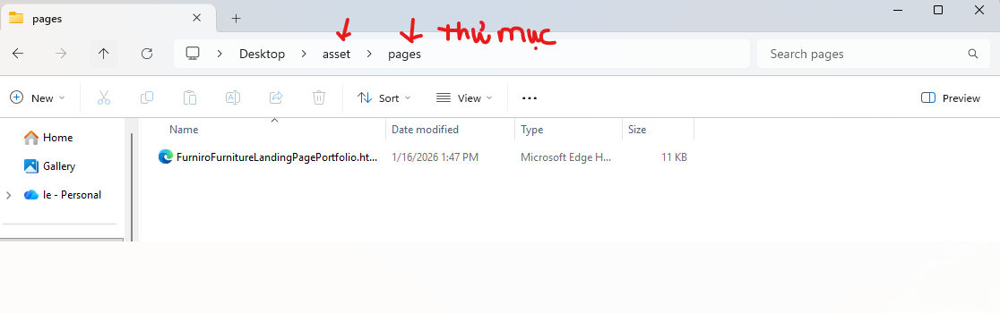 pages
thư mục
Desktop > asset > pages
Search pages
New
Sort
View
Preview
Name
Date modified
Type
Size
Home
FurniroFurnitureLandingPagePortfolio.ht...
1/16/2026 1:47 PM
Microsoft Edge H...
11 KB
Gallery
le - Personal